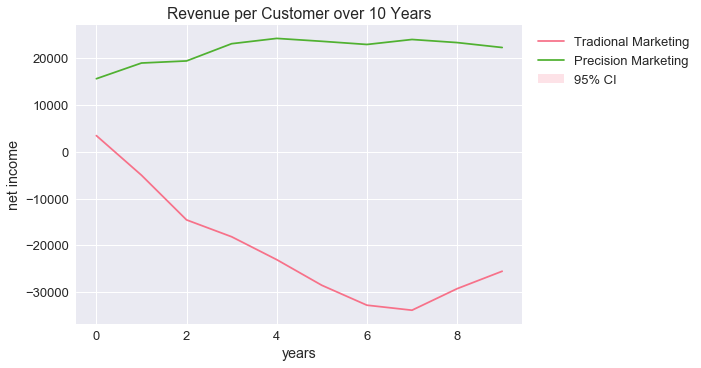 Revenue per Customer over 10 Years
Tradional Marketing
Precision Marketing
95% CI
net income
20000
10000
0
−10000
−20000
−30000
0 2 4 6 8
years